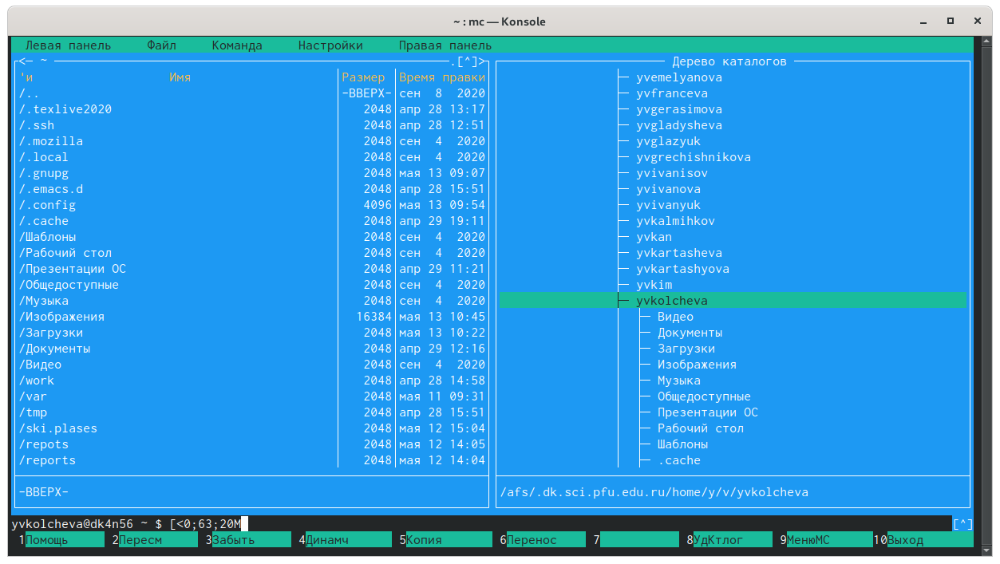 ~ : mc — Konsole
Левая панель Файл Команда Настройки Правая панель
<— ~ .[^]>
'и Имя Размер Время правки
/.. -ВВЕРХ- сен 8 2020
/.texlive2020 2048 апр 28 13:17
/.ssh 2048 апр 28 12:51
/.mozilla 2048 сен 4 2020
/.local 2048 сен 4 2020
/.gnupg 2048 мая 13 09:07
/.emacs.d 2048 апр 28 15:51
/.config 4096 мая 13 09:54
/.cache 2048 апр 29 19:11
/Шаблоны 2048 сен 4 2020
/Рабочий стол 2048 сен 4 2020
/Презентации ОС 2048 апр 29 11:21
/Общедоступные 2048 сен 4 2020
/Музыка 2048 сен 4 2020
/Изображения 16384 мая 13 10:45
/Загрузки 2048 мая 13 10:22
/Документы 2048 апр 29 12:16
/Видео 2048 сен 4 2020
/work 2048 апр 28 14:58
/var 2048 мая 11 09:31
/tmp 2048 апр 28 15:51
/ski.plases 2048 мая 12 15:04
/repots 2048 мая 12 14:05
/reports 2048 мая 12 14:04
-ВВЕРХ-
Дерево каталогов
yvemelyanova
yvfranceva
yvgerasimova
yvgladysheva
yvglazyuk
yvgrechishnikova
yvivanisov
yvivanova
yvivanyuk
yvkalmihkov
yvkan
yvkartasheva
yvkartashyova
yvkim
yvkolcheva
Видео
Документы
Загрузки
Изображения
Музыка
Общедоступные
Презентации ОС
Рабочий стол
Шаблоны
.cache
/afs/.dk.sci.pfu.edu.ru/home/y/v/yvkolcheva
yvkolcheva@dk4n56 ~ $ [<0;63;20M [^]
1Помощь 2Пересм 3Забыть 4Динамч 5Копия 6Перенос 7 8УдКтлог 9МенюМС 10Выход